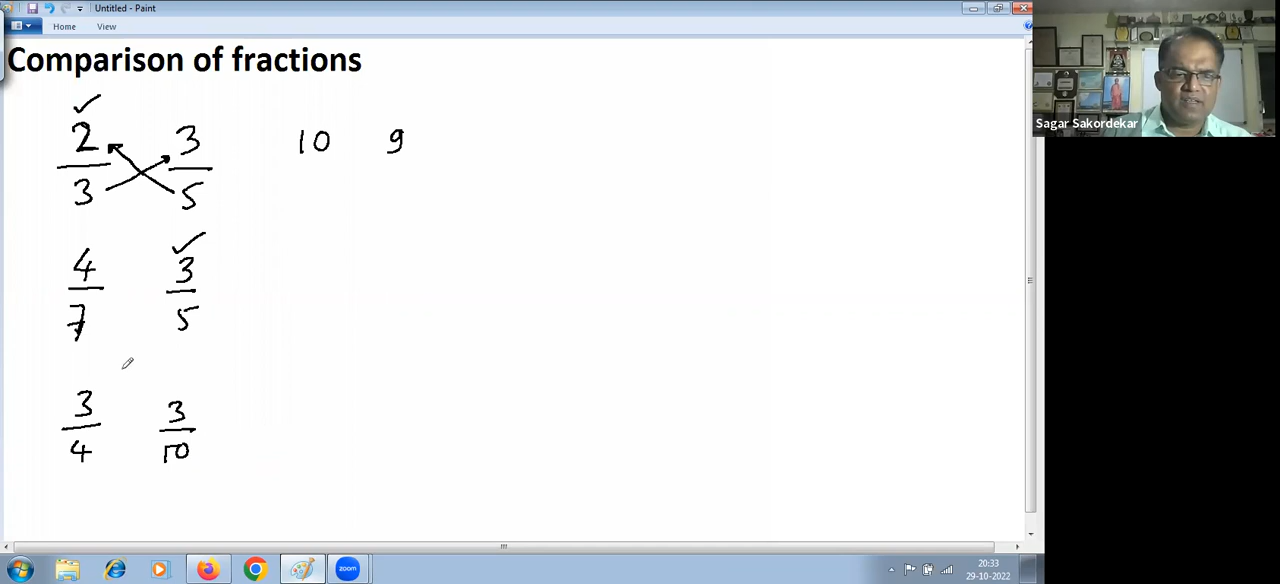 Untitled - Paint
Home View
Comparison of fractions
✓
2 3 10 9
3 5
✓
4 3
7 5
3 3
4 10
Sagar Sakordekar
zoom
20:33
29-10-2022